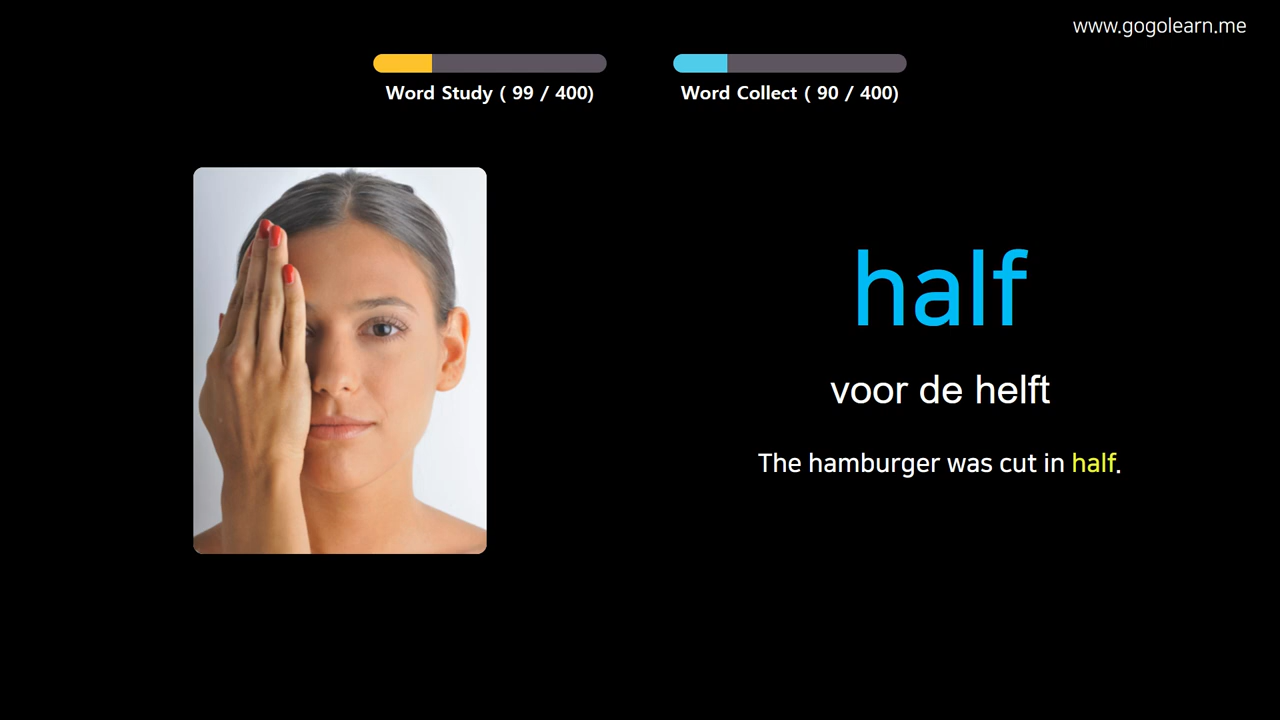 www.gogolearn.me
Word Study ( 99 / 400)
Word Collect ( 90 / 400)
half
voor de helft
The hamburger was cut in half.